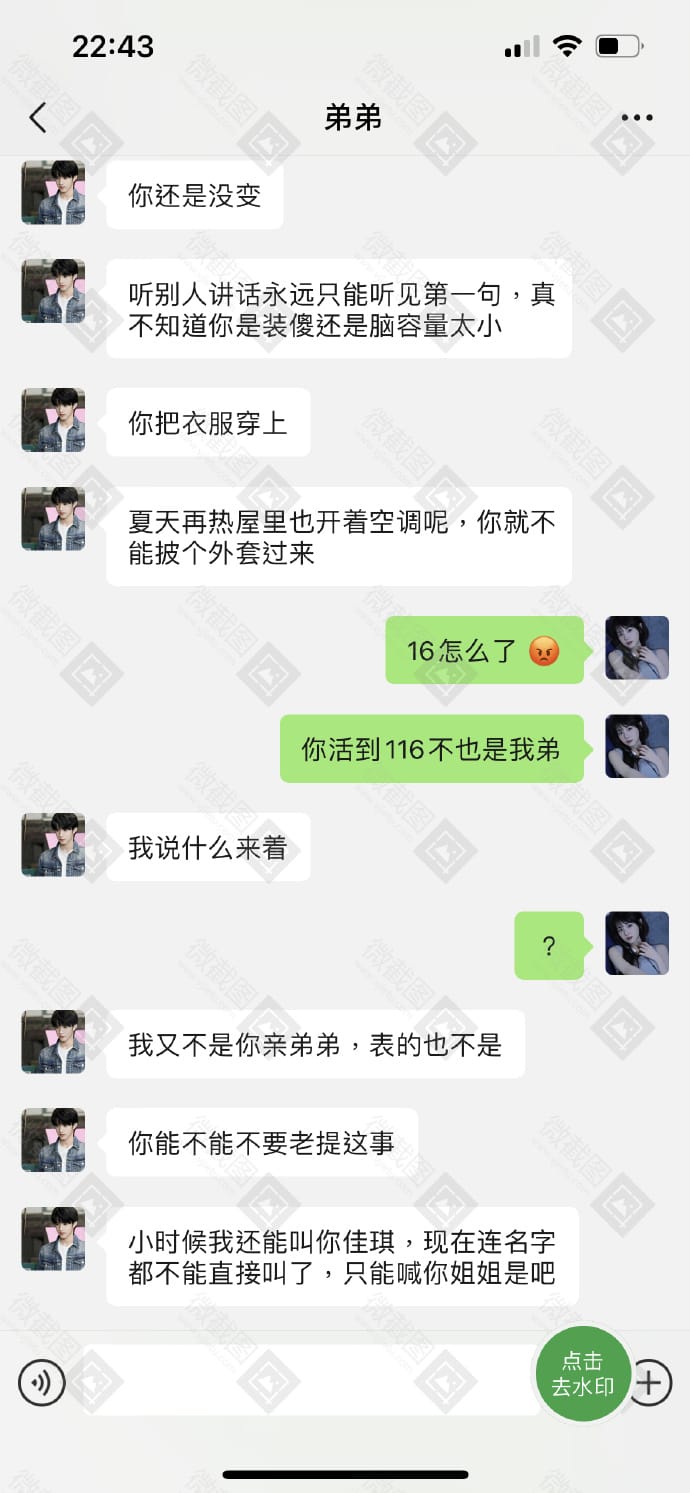 22:43
弟弟
你还是没变
听别人讲话永远只能听见第一句，真
不知道你是装傻还是脑容量太小
你把衣服穿上
夏天再热屋里也开着空调呢，你就不
能披个外套过来
16怎么了😡
你活到116不也是我弟
我说什么来着
?
我又不是你亲弟弟，表的也不是
你能不能不要老提这事
小时候我还能叫你佳琪，现在连名字
都不能直接叫了，只能喊你姐姐是吧
点击
去水印
微截图